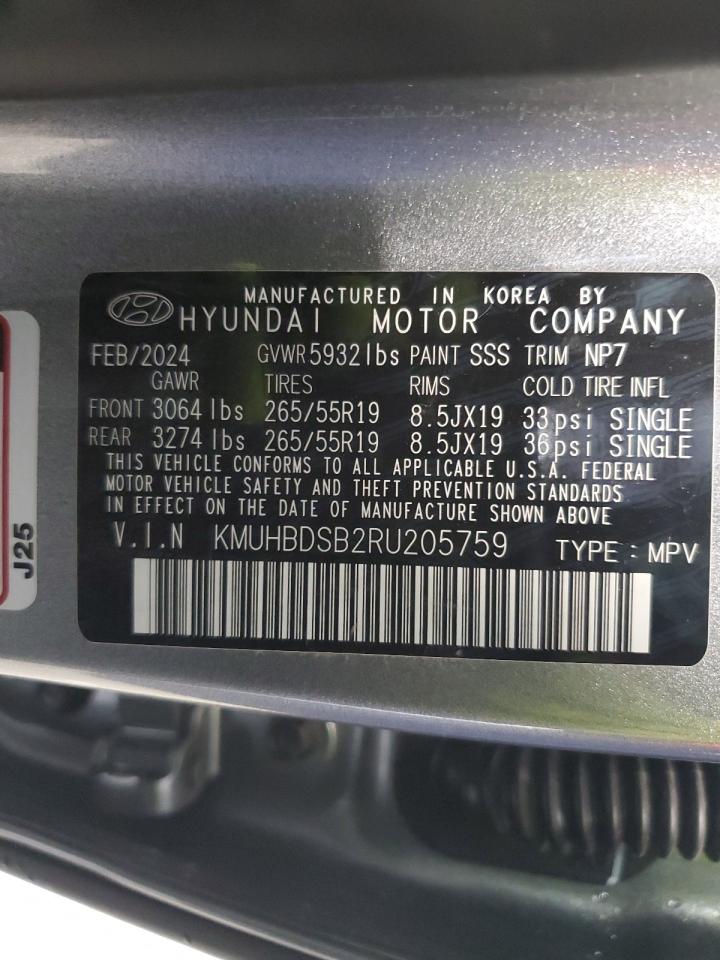 MANUFACTURED IN KOREA BY
HYUNDAI MOTOR COMPANY
FEB/2024 GVWR 5932 lbs PAINT SSS TRIM NP7
GAWR TIRES RIMS COLD TIRE INFL
FRONT 3064 lbs 265/55R19 8.5JX19 33psi SINGLE
REAR 3274 lbs 265/55R19 8.5JX19 36psi SINGLE
THIS VEHICLE CONFORMS TO ALL APPLICABLE U.S.A. FEDERAL
MOTOR VEHICLE SAFETY AND THEFT PREVENTION STANDARDS
IN EFFECT ON THE DATE OF MANUFACTURE SHOWN ABOVE
V.I.N KMUHBDSB2RU205759 TYPE : MPV
J25